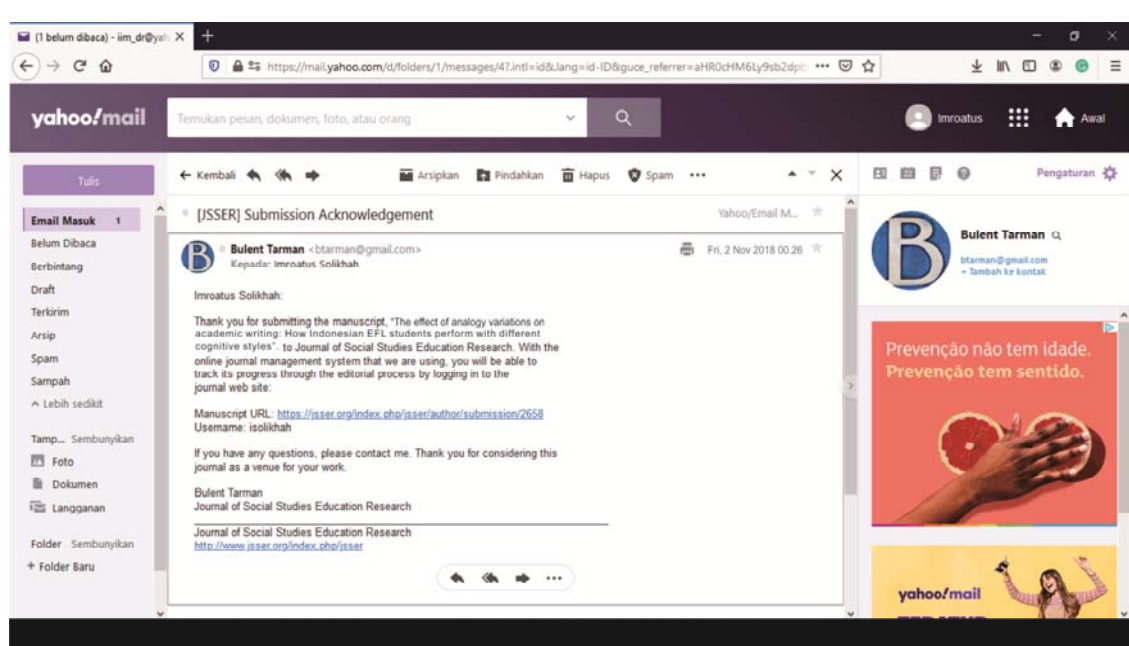 (1 belum dibaca) - iim_dr@yah
https://mail.yahoo.com/d/folders/1/messages/4?.intl=id&.lang=id-ID&guce_referrer=aHR0cHM6Ly9sb2dpb
yahoo!mail
Temukan pesan, dokumen, foto, atau orang
Imroatus
Awal
Tulis
Kembali
Arsipkan
Pindahkan
Hapus
Spam
Pengaturan
Email Masuk 1
Belum Dibaca
Berbintang
Draft
Terkirim
Arsip
Spam
Sampah
Lebih sedikit
Tamp... Sembunyikan
Foto
Dokumen
Langganan
Folder Sembunyikan
+ Folder Baru
[JSSER] Submission Acknowledgement
Yahoo/Email M...
B
Bulent Tarman <btarman@gmail.com>
Fri, 2 Nov 2018 00.26
Kepada: Imroatus Solikhah
Imroatus Solikhah:
Thank you for submitting the manuscript, "The effect of analogy variations on
academic writing: How Indonesian EFL students perform with different
cognitive styles". to Journal of Social Studies Education Research. With the
online journal management system that we are using, you will be able to
track its progress through the editorial process by logging in to the
journal web site:
Manuscript URL: https://jsser.org/index.php/jsser/author/submission/2658
Username: isolikhah
If you have any questions, please contact me. Thank you for considering this
journal as a venue for your work.
Bulent Tarman
Journal of Social Studies Education Research
Journal of Social Studies Education Research
http://www.jsser.org/index.php/jsser
B
Bulent Tarman
btarman@gmail.com
+ Tambah ke kontak
Prevenção não tem idade.
Prevenção tem sentido.
yahoo!mail